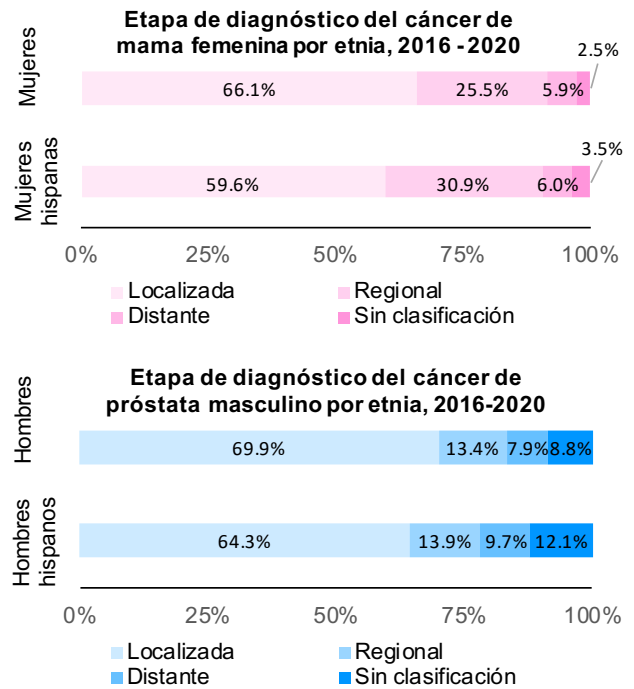 Etapa de diagnóstico del cáncer de
mama femenina por etnia, 2016 - 2020
2.5%
Mujeres
66.1% 25.5% 5.9%
3.5%
Mujeres
hispanas
59.6% 30.9% 6.0%
0% 25% 50% 75% 100%
Localizada Regional
Distante Sin clasificación
Etapa de diagnóstico del cáncer de
próstata masculino por etnia, 2016-2020
Hombres
69.9% 13.4% 7.9% 8.8%
Hombres
hispanos
64.3% 13.9% 9.7% 12.1%
0% 25% 50% 75% 100%
Localizada Regional
Distante Sin clasificación